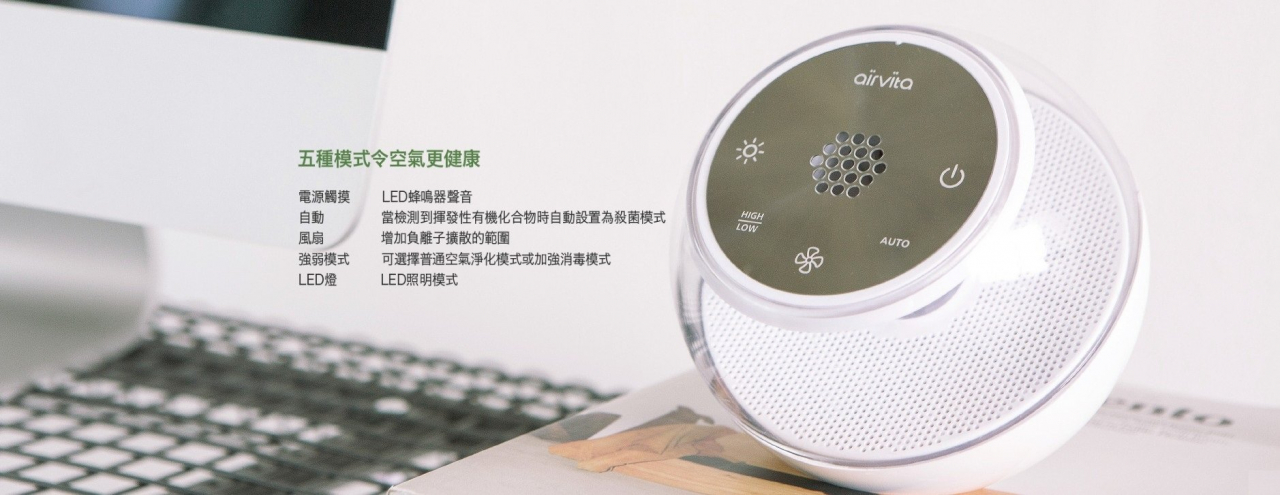 五種模式令空氣更健康
電源觸摸 LED蜂鳴器聲音
自動 當檢測到揮發性有機化合物時自動設置為殺菌模式
風扇 增加負離子擴散的範圍
強弱模式 可選擇普通空氣淨化模式或加強消毒模式
LED燈 LED照明模式
airvita
HIGH
LOW
AUTO
ento